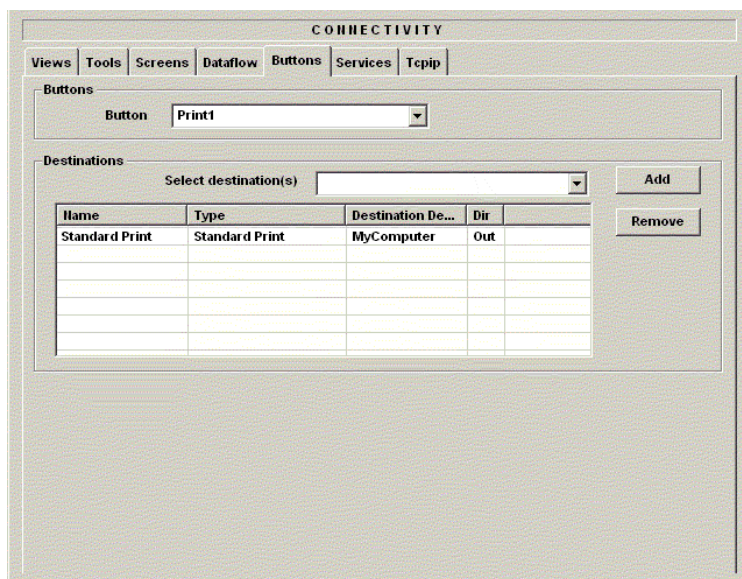 CONNECTIVITY
Views Tools Screens Dataflow Buttons Services Tcpip
Buttons
Button Print1
Destinations
Select destination(s) Add
Name Type Destination De... Dir
Remove
Standard Print Standard Print MyComputer Out